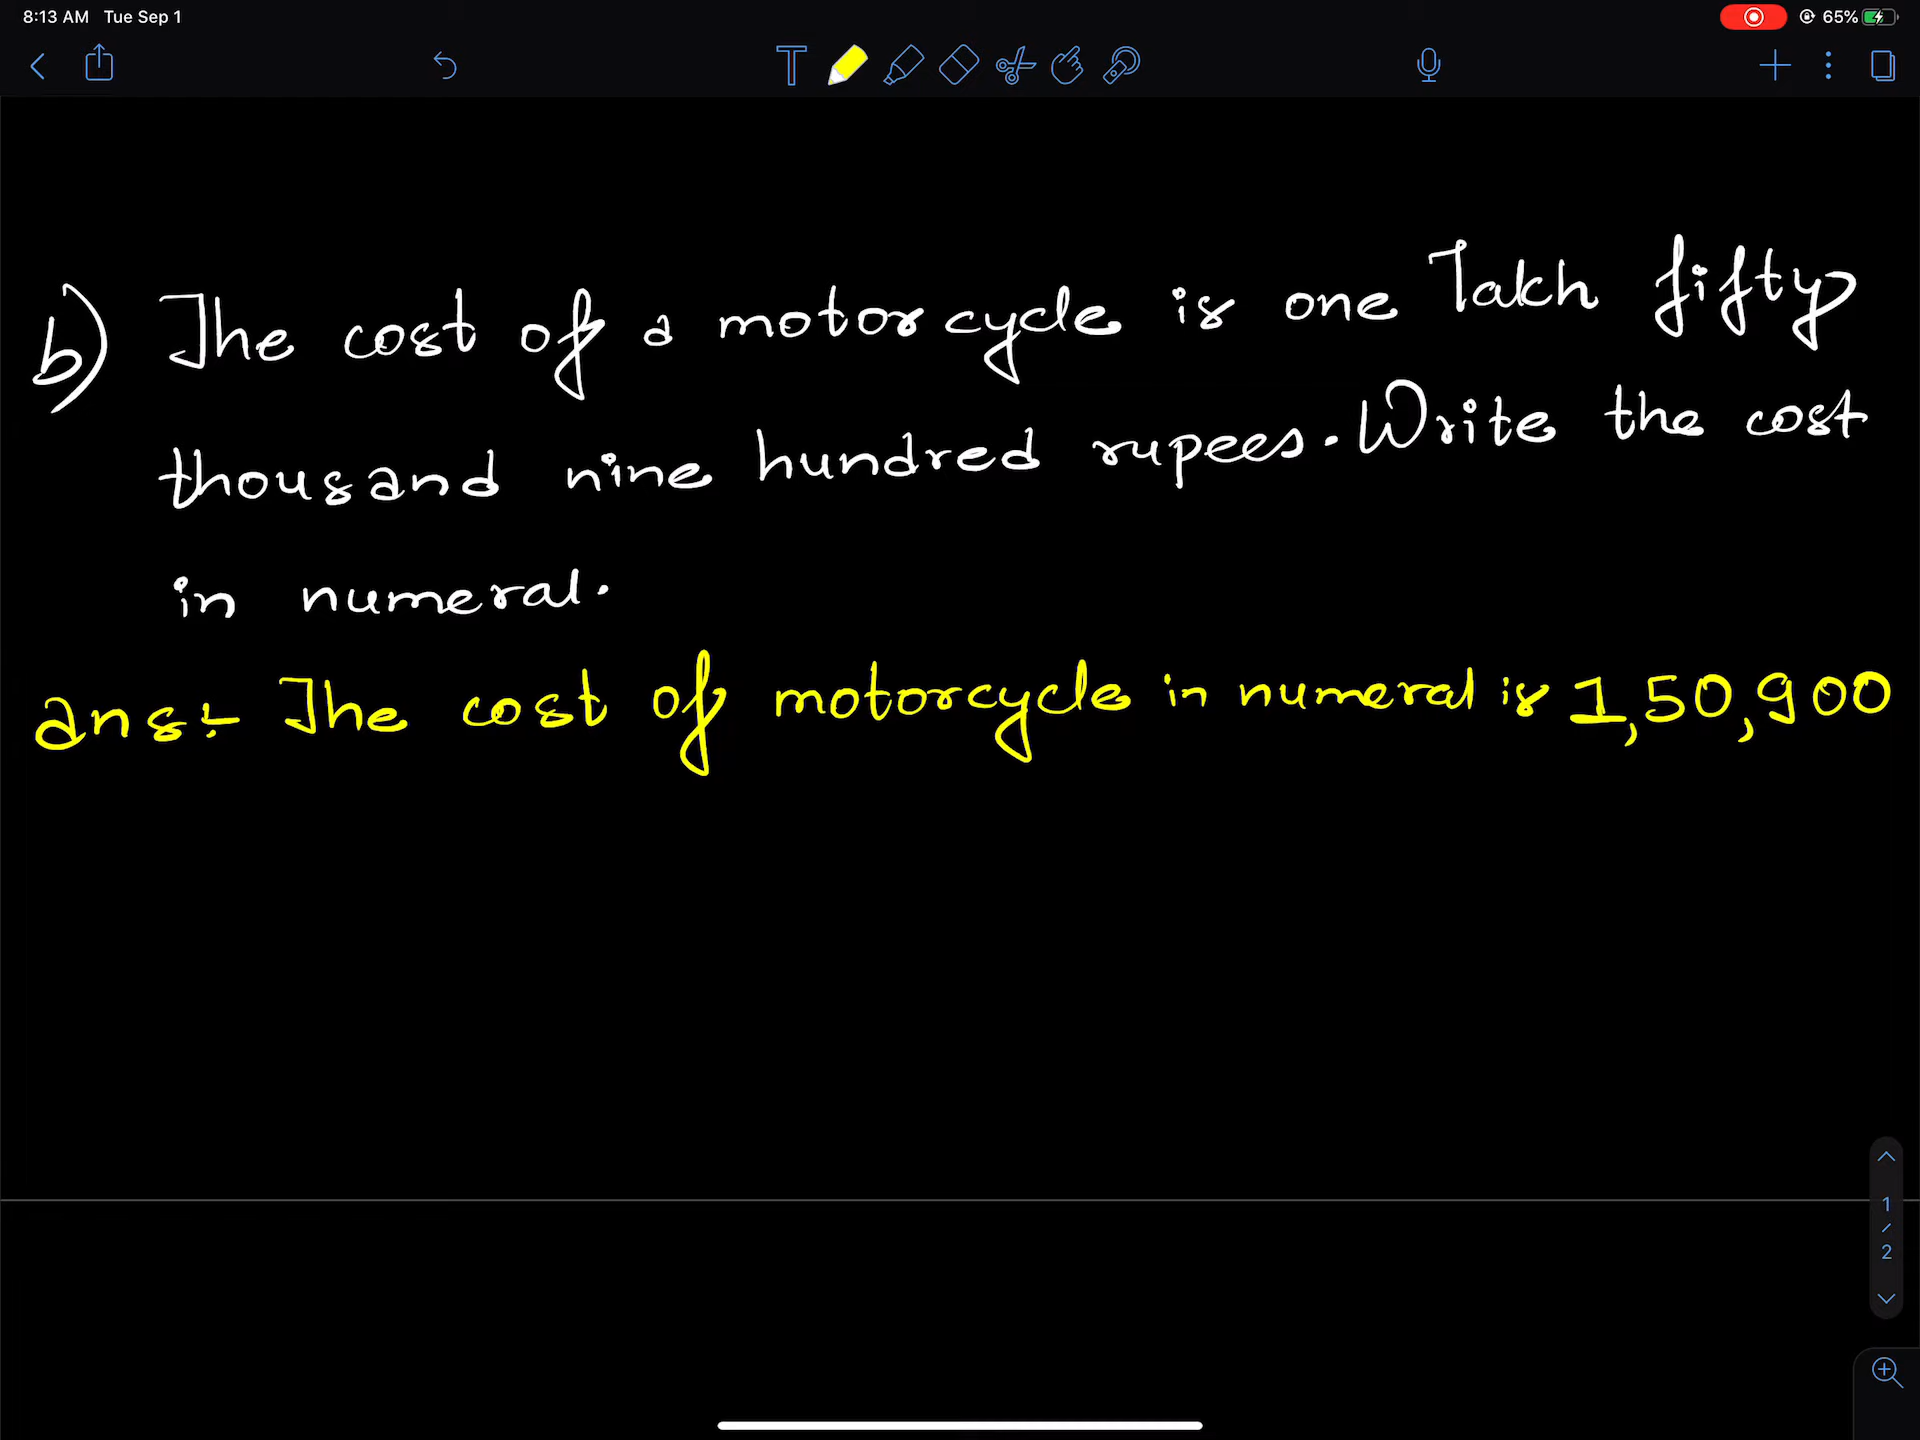 8:13 AM Tue Sep 1
65%
T
b) The cost of a motorcycle is one lakh fifty
thousand nine hundred rupees. Write the cost
in numeral.
ans:- The cost of motorcycle in numeral is 1,50,900
1
/
2